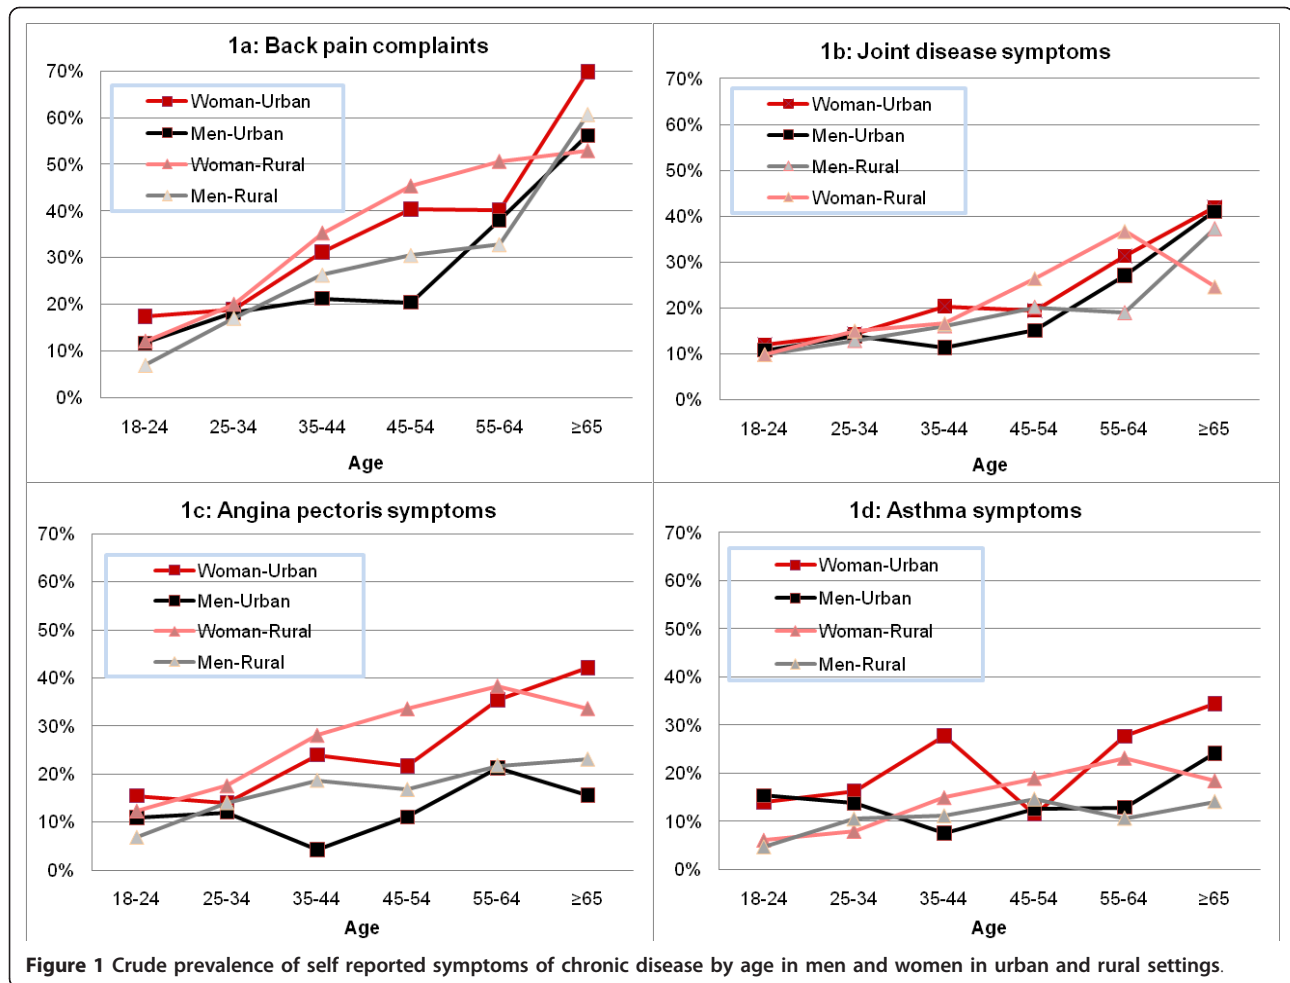 1a: Back pain complaints
70%
60%
50%
40%
30%
20%
10%
0%
Woman-Urban
Men-Urban
Woman-Rural
Men-Rural
18-24 25-34 35-44 45-54 55-64 ≥65
Age
1b: Joint disease symptoms
70%
60%
50%
40%
30%
20%
10%
0%
Woman-Urban
Men-Urban
Men-Rural
Woman-Rural
18-24 25-34 35-44 45-54 55-64 ≥65
Age
1c: Angina pectoris symptoms
70%
60%
50%
40%
30%
20%
10%
0%
Woman-Urban
Men-Urban
Woman-Rural
Men-Rural
18-24 25-34 35-44 45-54 55-64 ≥65
Age
1d: Asthma symptoms
70%
60%
50%
40%
30%
20%
10%
0%
Woman-Urban
Men-Urban
Woman-Rural
Men-Rural
18-24 25-34 35-44 45-54 55-64 ≥65
Age
Figure 1 Crude prevalence of self reported symptoms of chronic disease by age in men and women in urban and rural settings.